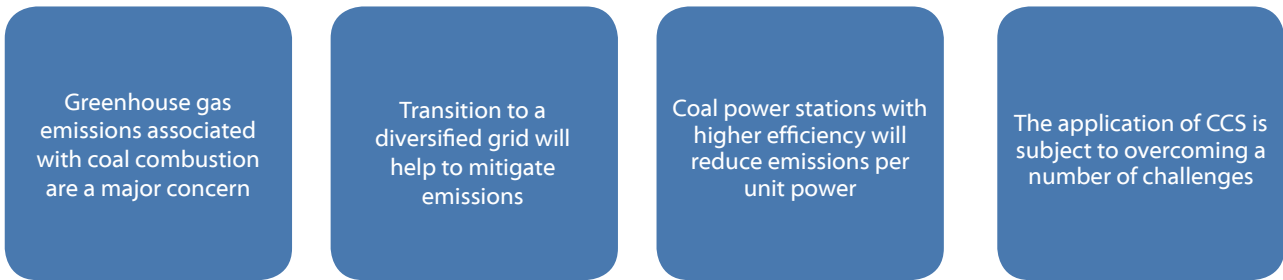 Greenhouse gas
emissions associated
with coal combustion
are a major concern
Transition to a
diversified grid will
help to mitigate
emissions
Coal power stations with
higher efficiency will
reduce emissions per
unit power
The application of CCS is
subject to overcoming a
number of challenges